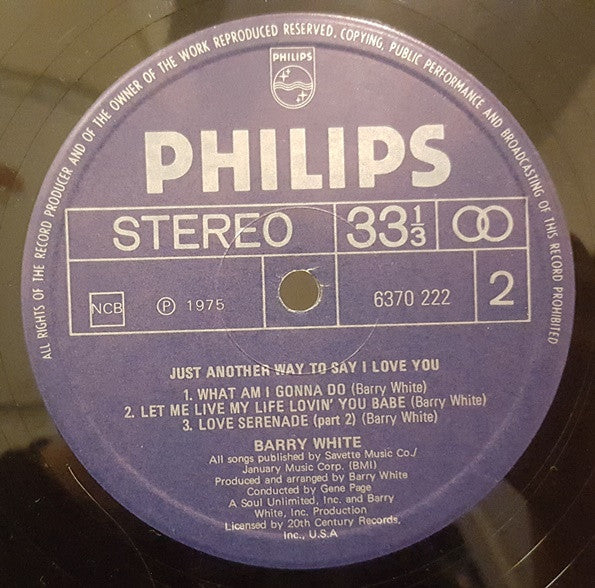 ALL RIGHTS OF THE RECORD PRODUCER AND OF THE OWNER OF THE WORK REPRODUCED RESERVED. COPYING, PUBLIC PERFORMANCE AND BROADCASTING OF THIS RECORD PROHIBITED
PHILIPS
PHILIPS
STEREO 33⅓
NCB Ⓟ 1975 6370 222 2
JUST ANOTHER WAY TO SAY I LOVE YOU
1. WHAT AM I GONNA DO (Barry White)
2. LET ME LIVE MY LIFE LOVIN' YOU BABE (Barry White)
3. LOVE SERENADE (part 2) (Barry White)
BARRY WHITE
All songs published by Savette Music Co./
January Music Corp. (BMI)
Produced and arranged by Barry White
Conducted by Gene Page
A Soul Unlimited, Inc. and Barry
White, Inc. Production
Licensed by 20th Century Records,
Inc., U.S.A